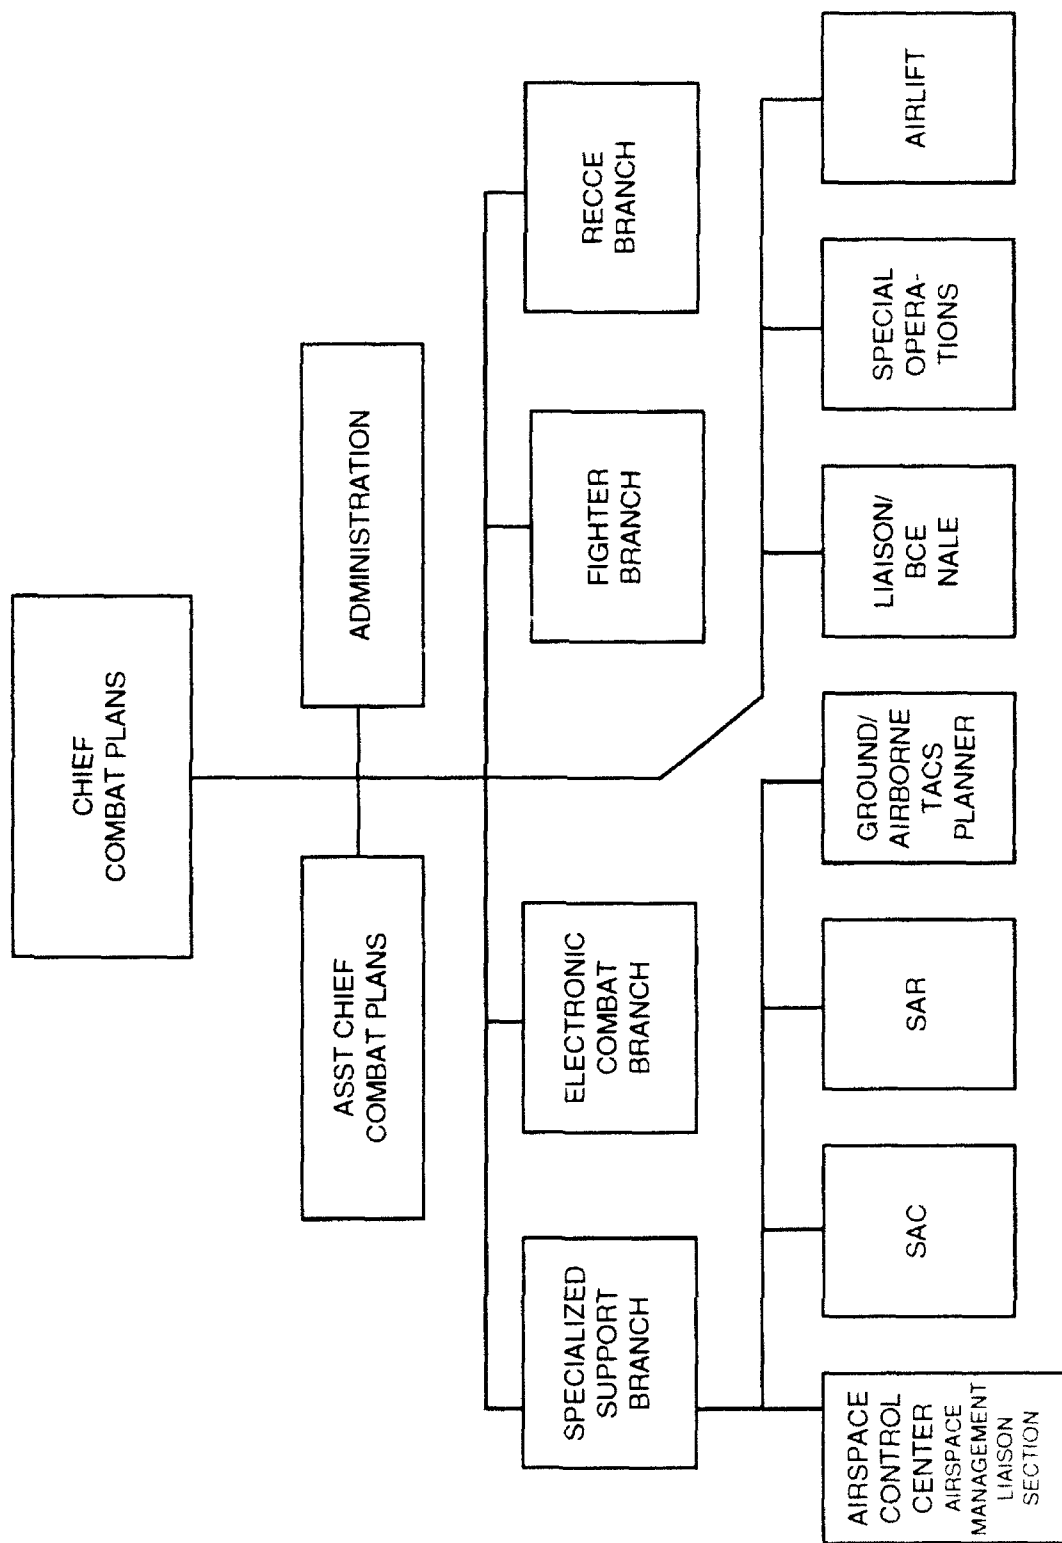 CHIEF
COMBAT PLANS
ASST CHIEF
COMBAT PLANS
ADMINISTRATION
SPECIALIZED
SUPPORT
BRANCH
ELECTRONIC
COMBAT
BRANCH
FIGHTER
BRANCH
RECCE
BRANCH
AIRSPACE
CONTROL
CENTER
AIRSPACE
MANAGEMENT
LIAISON
SECTION
SAC
SAR
GROUND/
AIRBORNE
TACS
PLANNER
LIAISON/
BCE
NALE
SPECIAL
OPERA-
TIONS
AIRLIFT